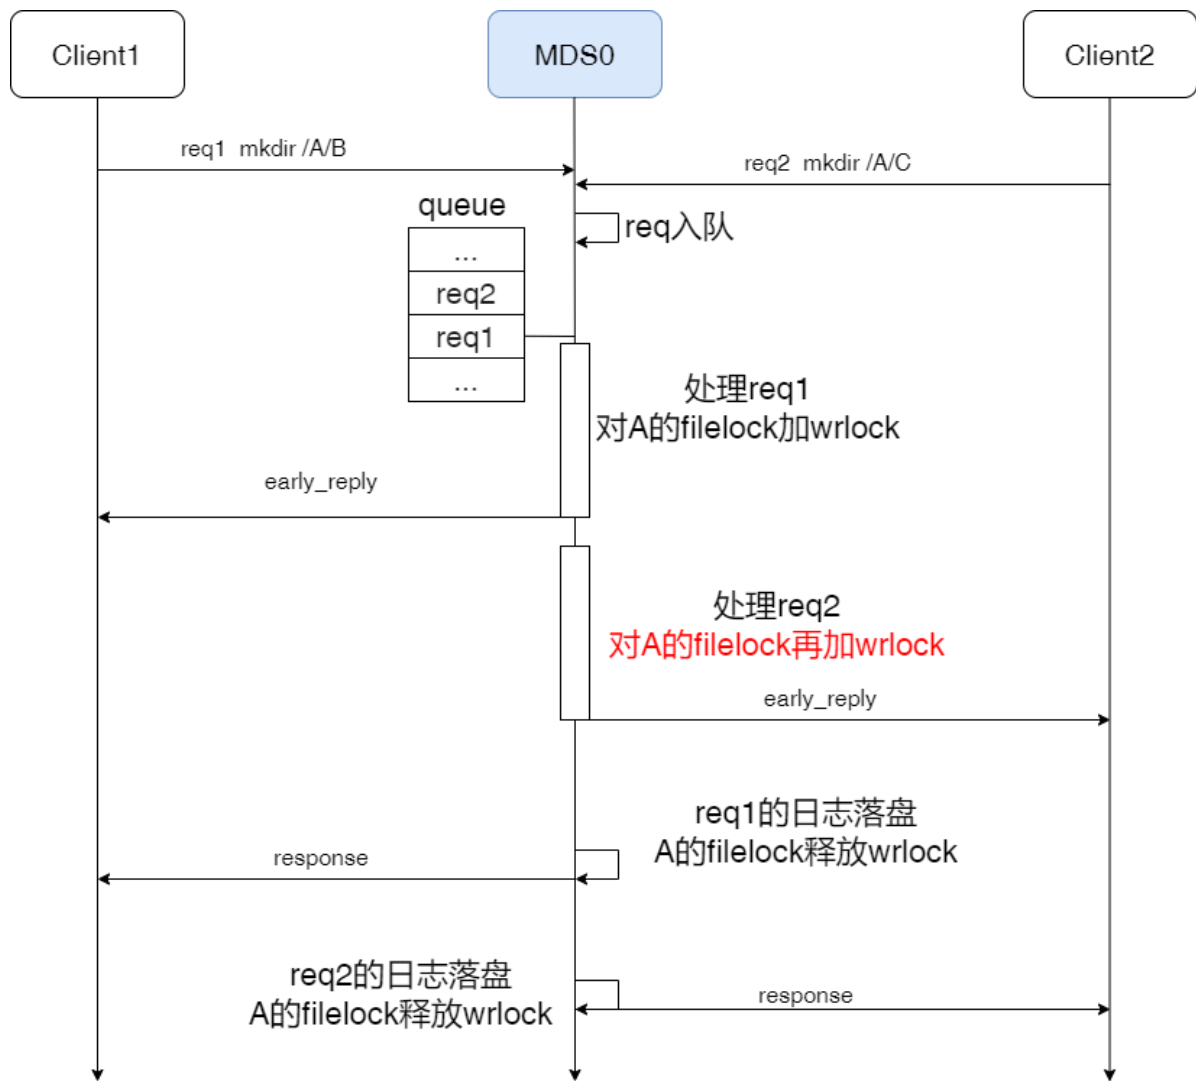 Client1
MDS0
Client2
req1 mkdir /A/B
req2 mkdir /A/C
queue
req入队
...
req2
req1
...
处理req1
对A的filelock加wrlock
early_reply
处理req2
对A的filelock再加wrlock
early_reply
req1的日志落盘
A的filelock释放wrlock
response
req2的日志落盘
A的filelock释放wrlock
response